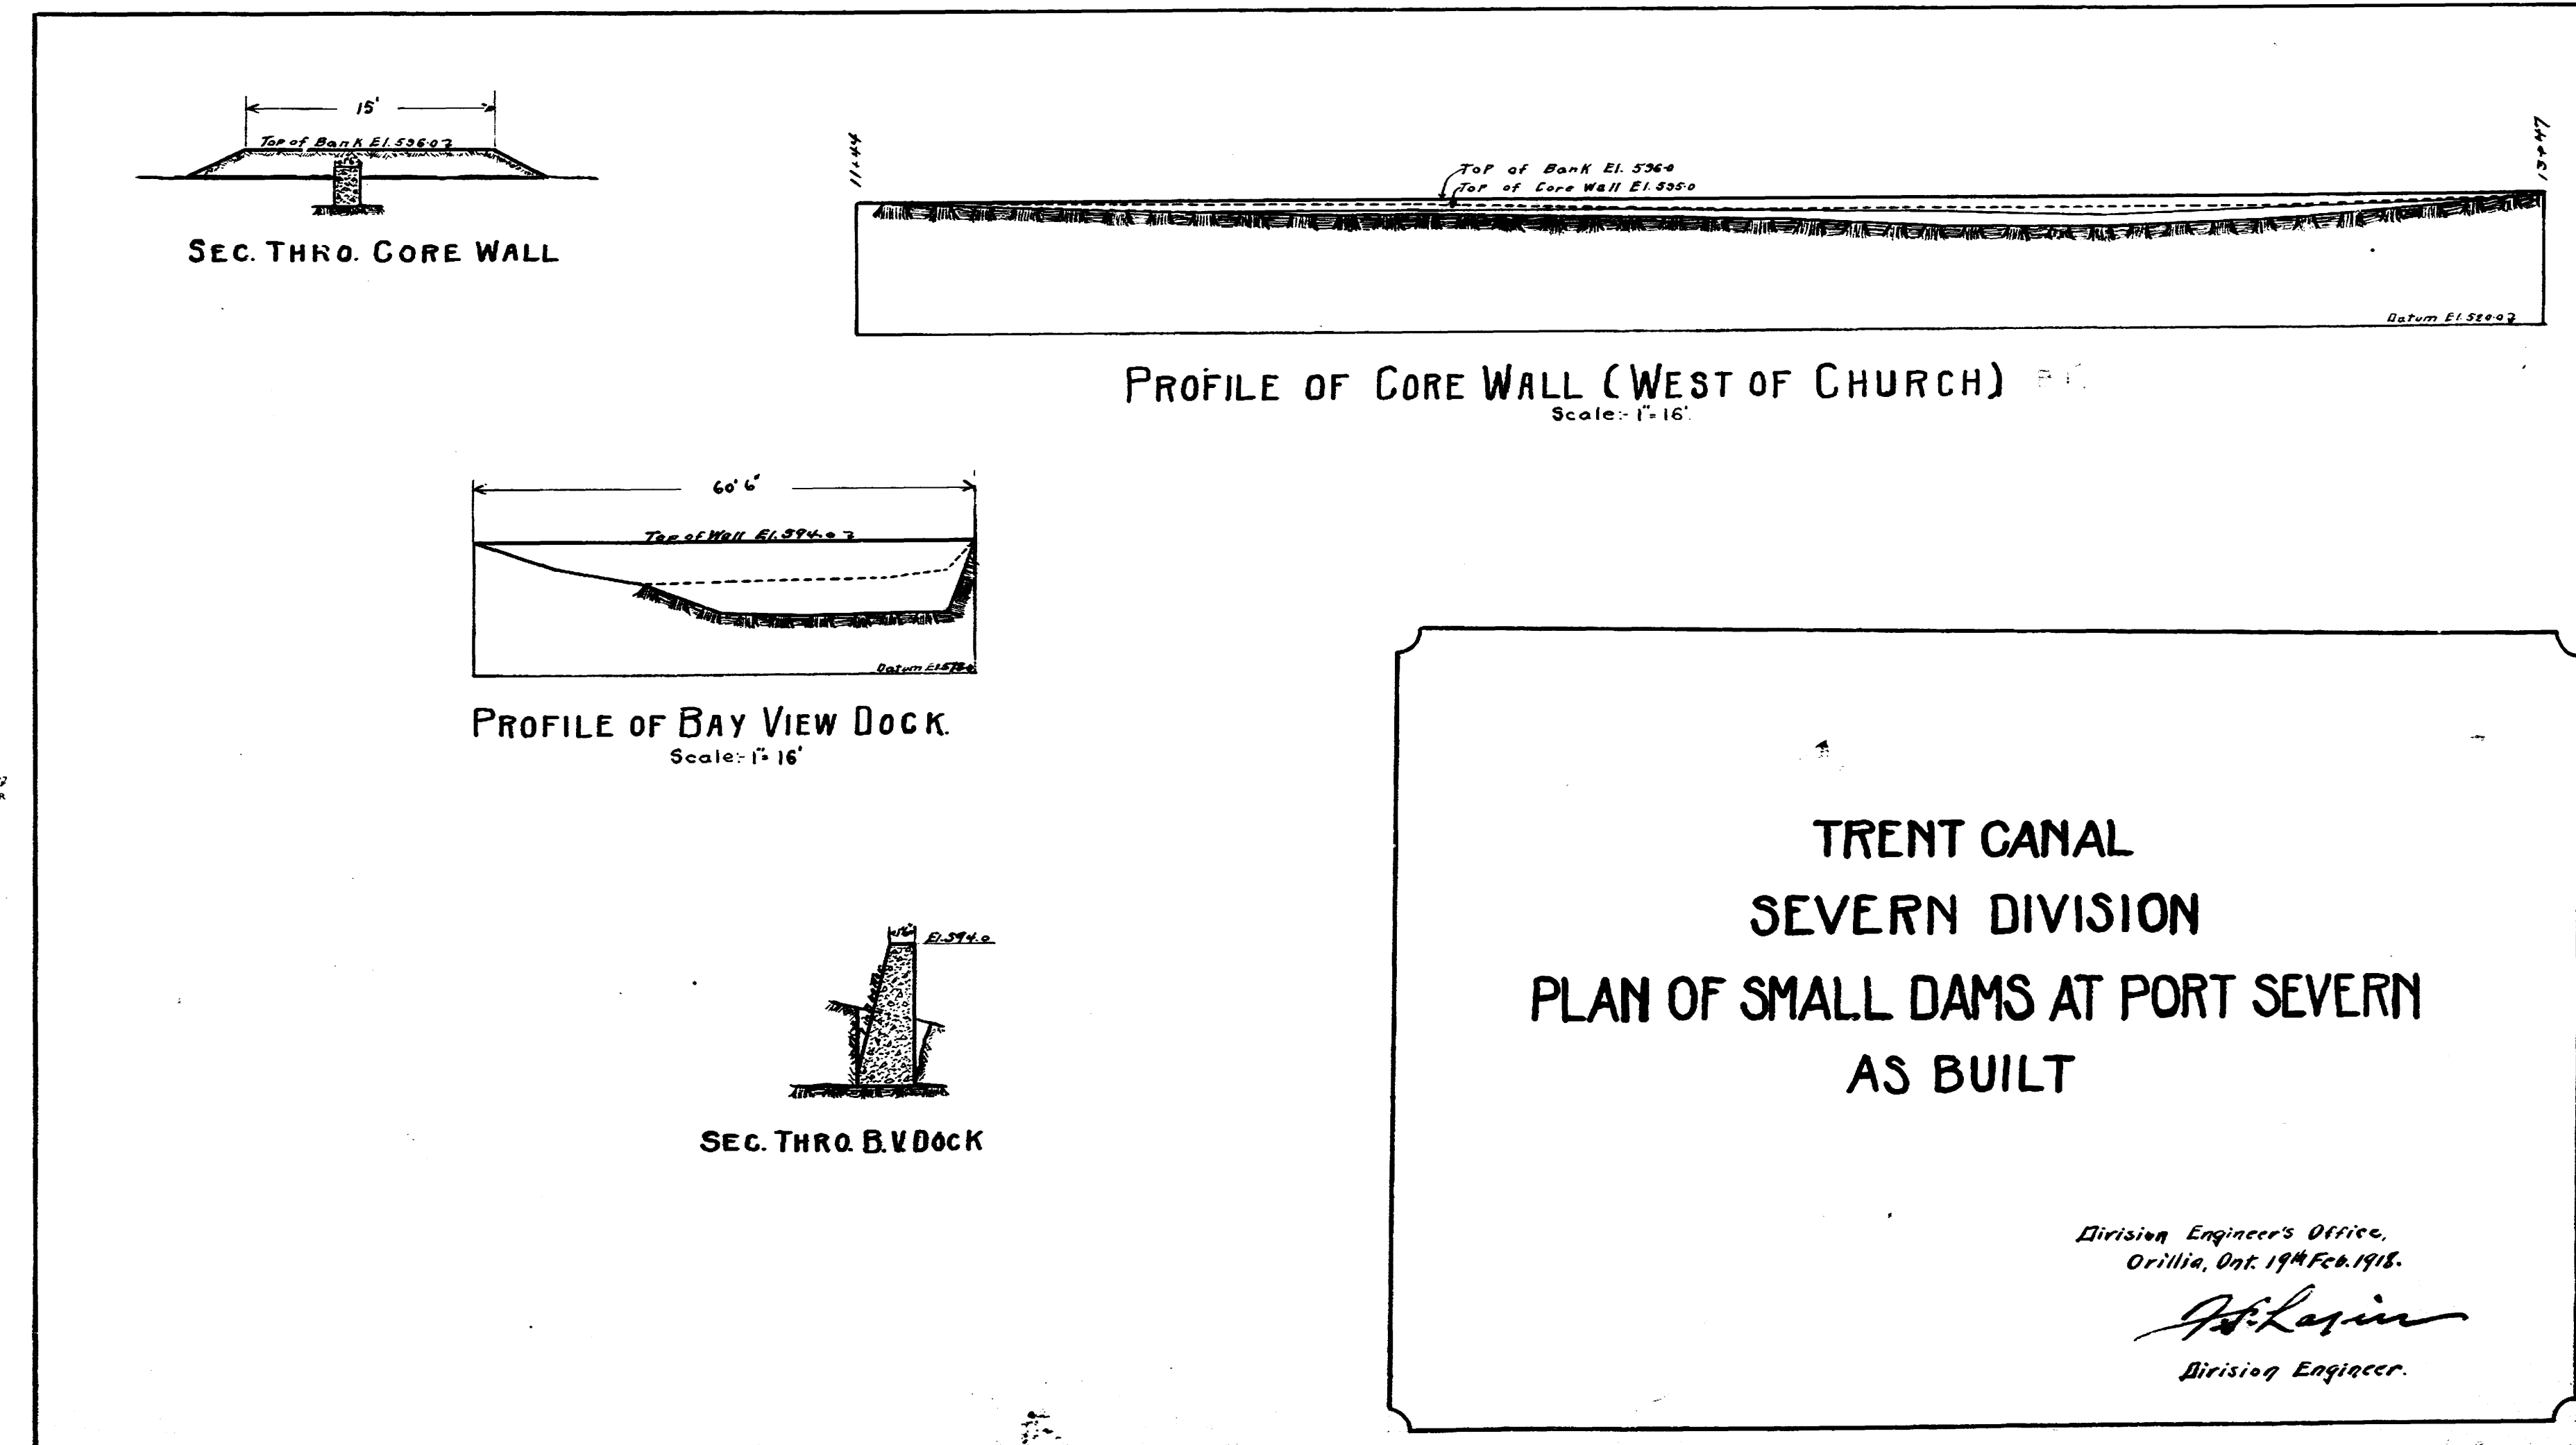 15'
Top of Bank El. 596.0
SEC. THRO. CORE WALL
11+44
13+47
Top of Bank El. 596.0
Top of Core Wall El. 595.0
Datum El. 580.0
PROFILE OF CORE WALL (WEST OF CHURCH)
Scale:- 1"= 16'.
60' 6"
Top of Wall El. 594.0
Datum El. 578.0
PROFILE OF BAY VIEW DOCK.
Scale:- 1"= 16'
El. 594.0
SEC. THRO. B.V. DOCK
TRENT CANAL
SEVERN DIVISION
PLAN OF SMALL DAMS AT PORT SEVERN
AS BUILT
Division Engineer's Office,
Orillia, Ont. 19th Feb. 1918.
Division Engineer.